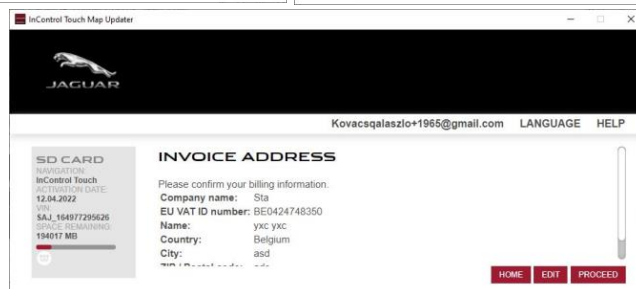 InControl Touch Map Updater
JAGUAR
Kovacsqalaszlo+1965@gmail.com LANGUAGE HELP
SD CARD
NAVIGATION:
InControl Touch
ACTIVATION DATE:
12.04.2022
VIN:
SAJ_164977295626
SPACE REMAINING:
194017 MB
INVOICE ADDRESS
Please confirm your billing information.
Company name: Sta
EU VAT ID number: BE0424748350
Name: yxc yxc
Country: Belgium
City: asd
HOME EDIT PROCEED